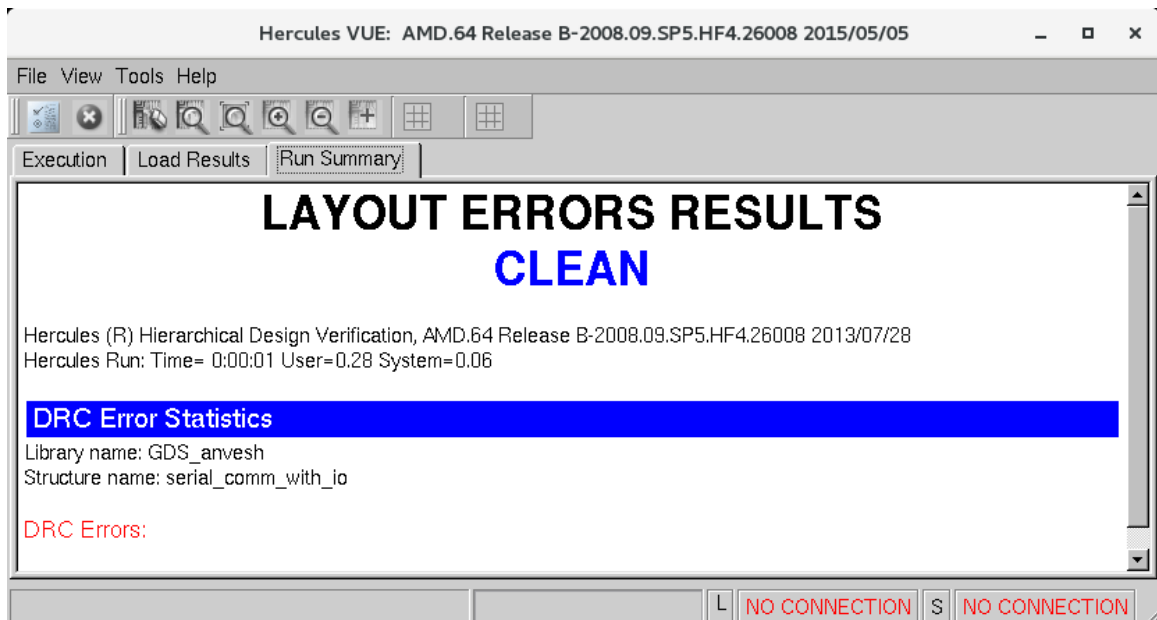 Hercules VUE: AMD.64 Release B-2008.09.SP5.HF4.26008 2015/05/05
File View Tools Help
Execution Load Results Run Summary
LAYOUT ERRORS RESULTS
CLEAN
Hercules (R) Hierarchical Design Verification, AMD.64 Release B-2008.09.SP5.HF4.26008 2013/07/28
Hercules Run: Time= 0:00:01 User=0.28 System=0.06
DRC Error Statistics
Library name: GDS_anvesh
Structure name: serial_comm_with_io
DRC Errors:
L NO CONNECTION S NO CONNECTION